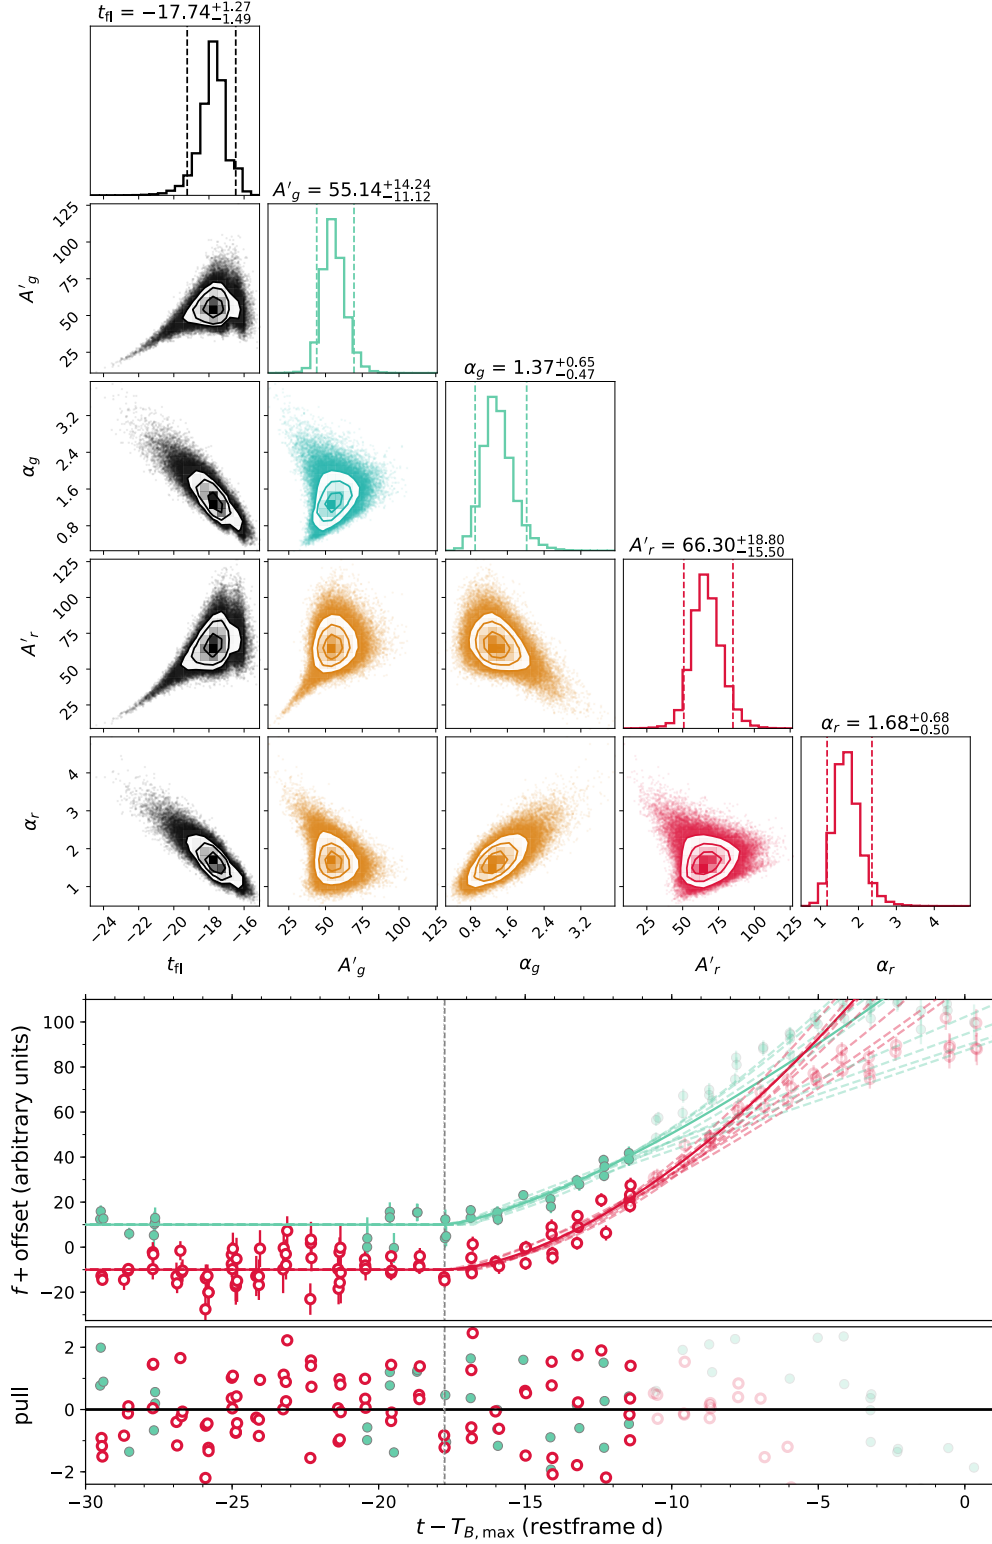 t_fl = −17.74 +1.27 −1.49
A′_g = 55.14 +14.24 −11.12
125
100
75
50
25
A′_g
α_g = 1.37 +0.65 −0.47
3.2
2.4
1.6
0.8
α_g
A′_r = 66.30 +18.80 −15.50
125
100
75
50
25
A′_r
α_r = 1.68 +0.68 −0.50
4
3
2
1
α_r
−24 −22 −20 −18 −16 25 50 75 100 125 0.8 1.6 2.4 3.2 25 50 75 100 125 1 2 3 4
t_fl A′_g α_g A′_r α_r
100
80
60
40
20
0
−20
f + offset (arbitrary units)
2
0
−2
pull
−30 −25 −20 −15 −10 −5 0
t − T_B,max (restframe d)